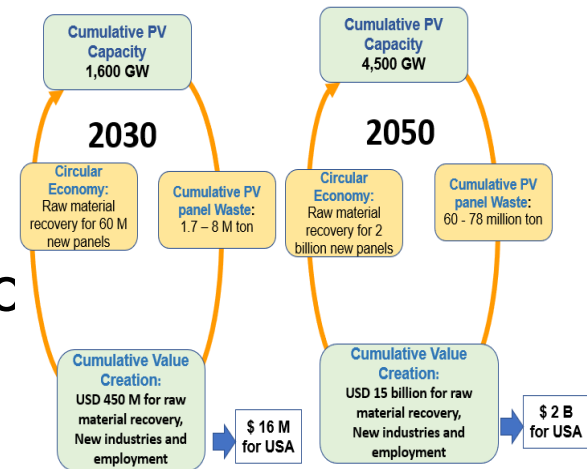 Cumulative PV
Capacity
1,600 GW
2030
Circular
Economy:
Raw material
recovery for 60 M
new panels
Cumulative PV
panel Waste:
1.7 – 8 M ton
Cumulative Value
Creation:
USD 450 M for raw
material recovery,
New industries and
employment
$ 16 M
for USA
Cumulative PV
Capacity
4,500 GW
2050
Circular
Economy:
Raw material
recovery for 2
billion new panels
Cumulative PV
panel Waste:
60 - 78 million ton
Cumulative Value
Creation:
USD 15 billion for raw
material recovery,
New industries and
employment
$ 2 B
for USA